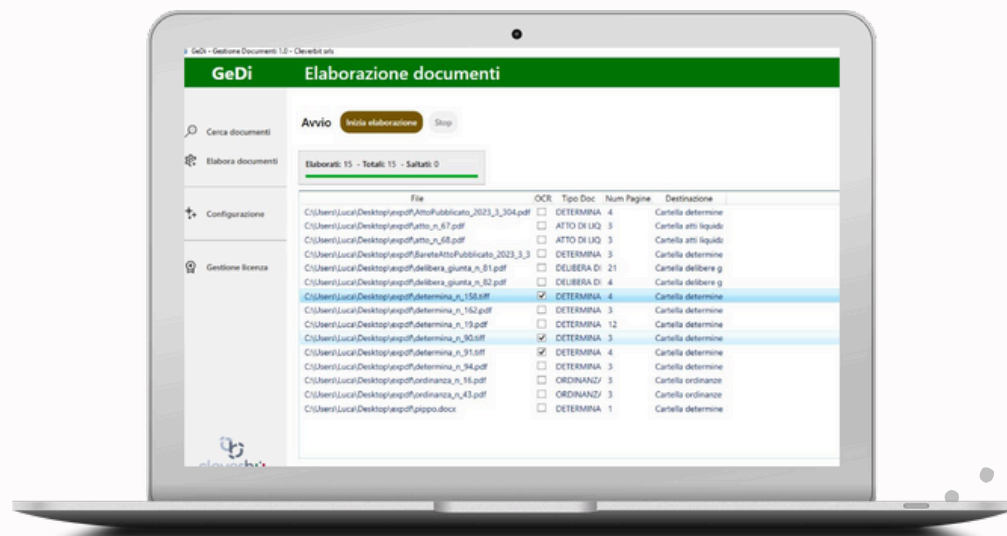 GeDi - Gestione Documenti 1.0 - Cleverbit srls
GeDi Elaborazione documenti
Avvio Inizia elaborazione Stop
Cerca documenti
Elabora documenti
Configurazione
Gestione licenza
Elaborati: 15 - Totali: 15 - Saltati: 0
File OCR Tipo Doc Num Pagine Destinazione
C:\Users\Luca\Desktop\expdf\AttoPubblicato_2023_3_304.pdf DETERMINA 4 Cartella determine
C:\Users\Luca\Desktop\expdf\atto_n_67.pdf ATTO DI LIQ 3 Cartella atti liquida
C:\Users\Luca\Desktop\expdf\atto_n_68.pdf ATTO DI LIQ 3 Cartella atti liquida
C:\Users\Luca\Desktop\expdf\BareteAttoPubblicato_2023_3_3 DETERMINA 3 Cartella determine
C:\Users\Luca\Desktop\expdf\delibera_giunta_n_81.pdf DELIBERA DI 21 Cartella delibere g
C:\Users\Luca\Desktop\expdf\delibera_giunta_n_82.pdf DELIBERA DI 4 Cartella delibere g
C:\Users\Luca\Desktop\expdf\determina_n_158.tiff DETERMINA 4 Cartella determine
C:\Users\Luca\Desktop\expdf\determina_n_162.pdf DETERMINA 3 Cartella determine
C:\Users\Luca\Desktop\expdf\determina_n_19.pdf DETERMINA 12 Cartella determine
C:\Users\Luca\Desktop\expdf\determina_n_90.tiff DETERMINA 3 Cartella determine
C:\Users\Luca\Desktop\expdf\determina_n_91.tiff DETERMINA 4 Cartella determine
C:\Users\Luca\Desktop\expdf\determina_n_94.pdf DETERMINA 3 Cartella determine
C:\Users\Luca\Desktop\expdf\ordinanza_n_16.pdf ORDINANZA 5 Cartella ordinanze
C:\Users\Luca\Desktop\expdf\ordinanza_n_43.pdf ORDINANZA 3 Cartella ordinanze
C:\Users\Luca\Desktop\expdf\pippo.docx DETERMINA 1 Cartella determine